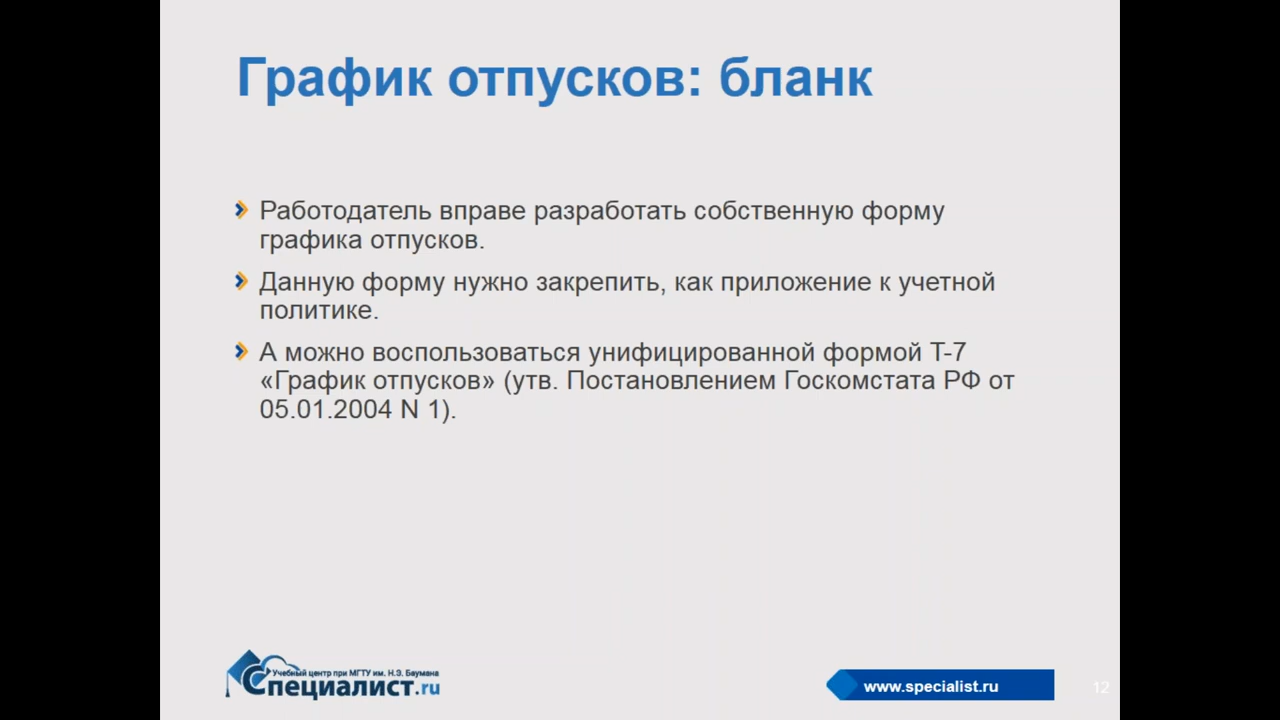 График отпусков: бланк
Работодатель вправе разработать собственную форму
графика отпусков.
Данную форму нужно закрепить, как приложение к учетной
политике.
А можно воспользоваться унифицированной формой Т-7
«График отпусков» (утв. Постановлением Госкомстата РФ от
05.01.2004 N 1).
Учебный центр при МГТУ им. Н.Э. Баумана
Специалист.ru
www.specialist.ru
12